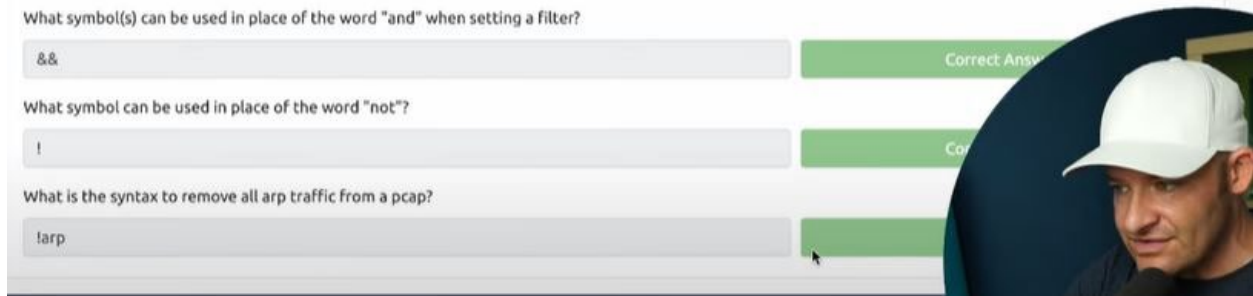 What symbol(s) can be used in place of the word "and" when setting a filter?
&&
Correct
What symbol can be used in place of the word "not"?
!
What is the syntax to remove all arp traffic from a pcap?
!arp